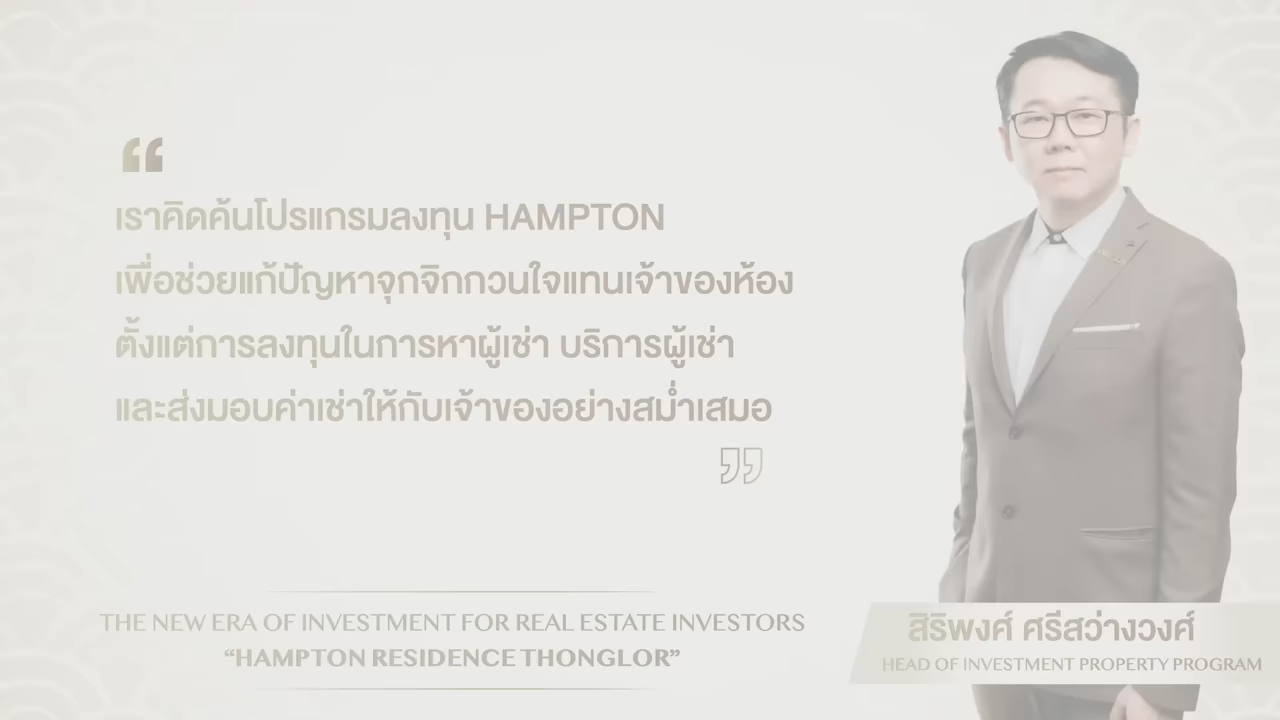 “
เราคิดค้นโปรแกรมลงทุน HAMPTON
เพื่อช่วยแก้ปัญหาจุกจิกกวนใจแทนเจ้าของห้อง
ตั้งแต่การลงทุนในการหาผู้เช่า บริการผู้เช่า
และส่งมอบค่าเช่าให้กับเจ้าของอย่างสม่ำเสมอ
”
THE NEW ERA OF INVESTMENT FOR REAL ESTATE INVESTORS
“HAMPTON RESIDENCE THONGLOR”
สิริพงศ์ ศรีสว่างวงศ์
HEAD OF INVESTMENT PROPERTY PROGRAM